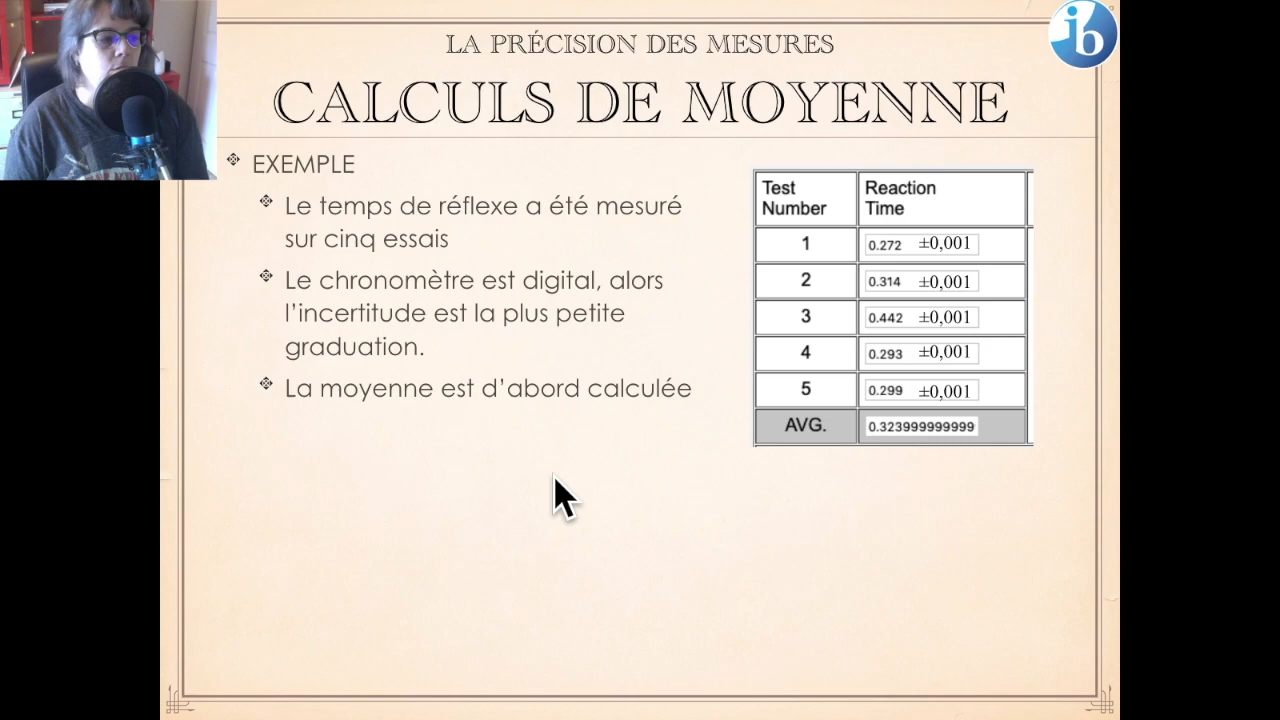 LA PRÉCISION DES MESURES
CALCULS DE MOYENNE
EXEMPLE
Le temps de réflexe a été mesuré
sur cinq essais
Le chronomètre est digital, alors
l'incertitude est la plus petite
graduation.
La moyenne est d'abord calculée
Test Number Reaction Time
1 0.272 ±0,001
2 0.314 ±0,001
3 0.442 ±0,001
4 0.293 ±0,001
5 0.299 ±0,001
AVG. 0.323999999999
ib